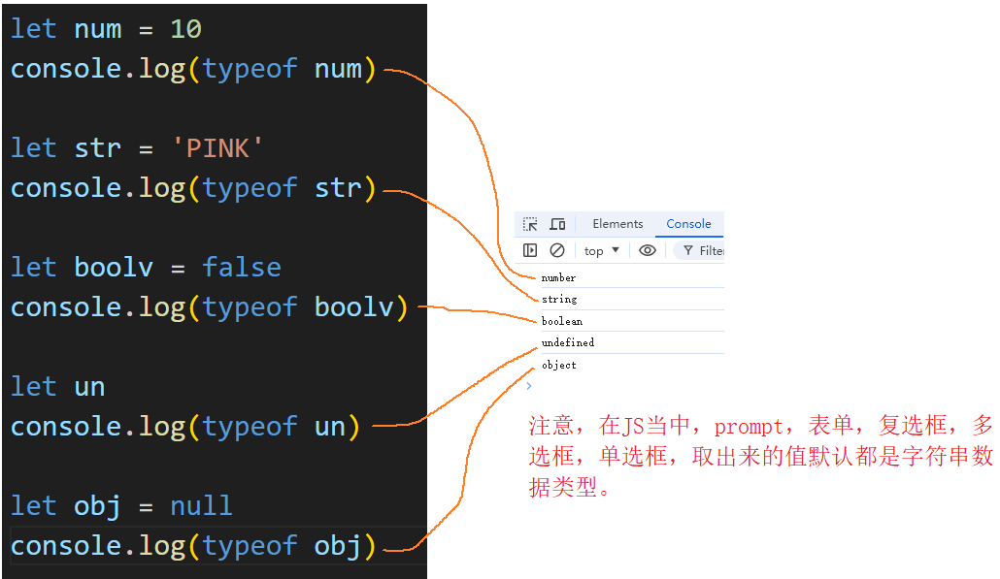 let num = 10
console.log(typeof num)
let str = 'PINK'
console.log(typeof str)
let boolv = false
console.log(typeof boolv)
let un
console.log(typeof un)
let obj = null
console.log(typeof obj)
Elements Console
top Filter
number
string
boolean
undefined
object
注意，在JS当中，prompt，表单，复选框，多
选框，单选框，取出来的值默认都是字符串数
据类型。